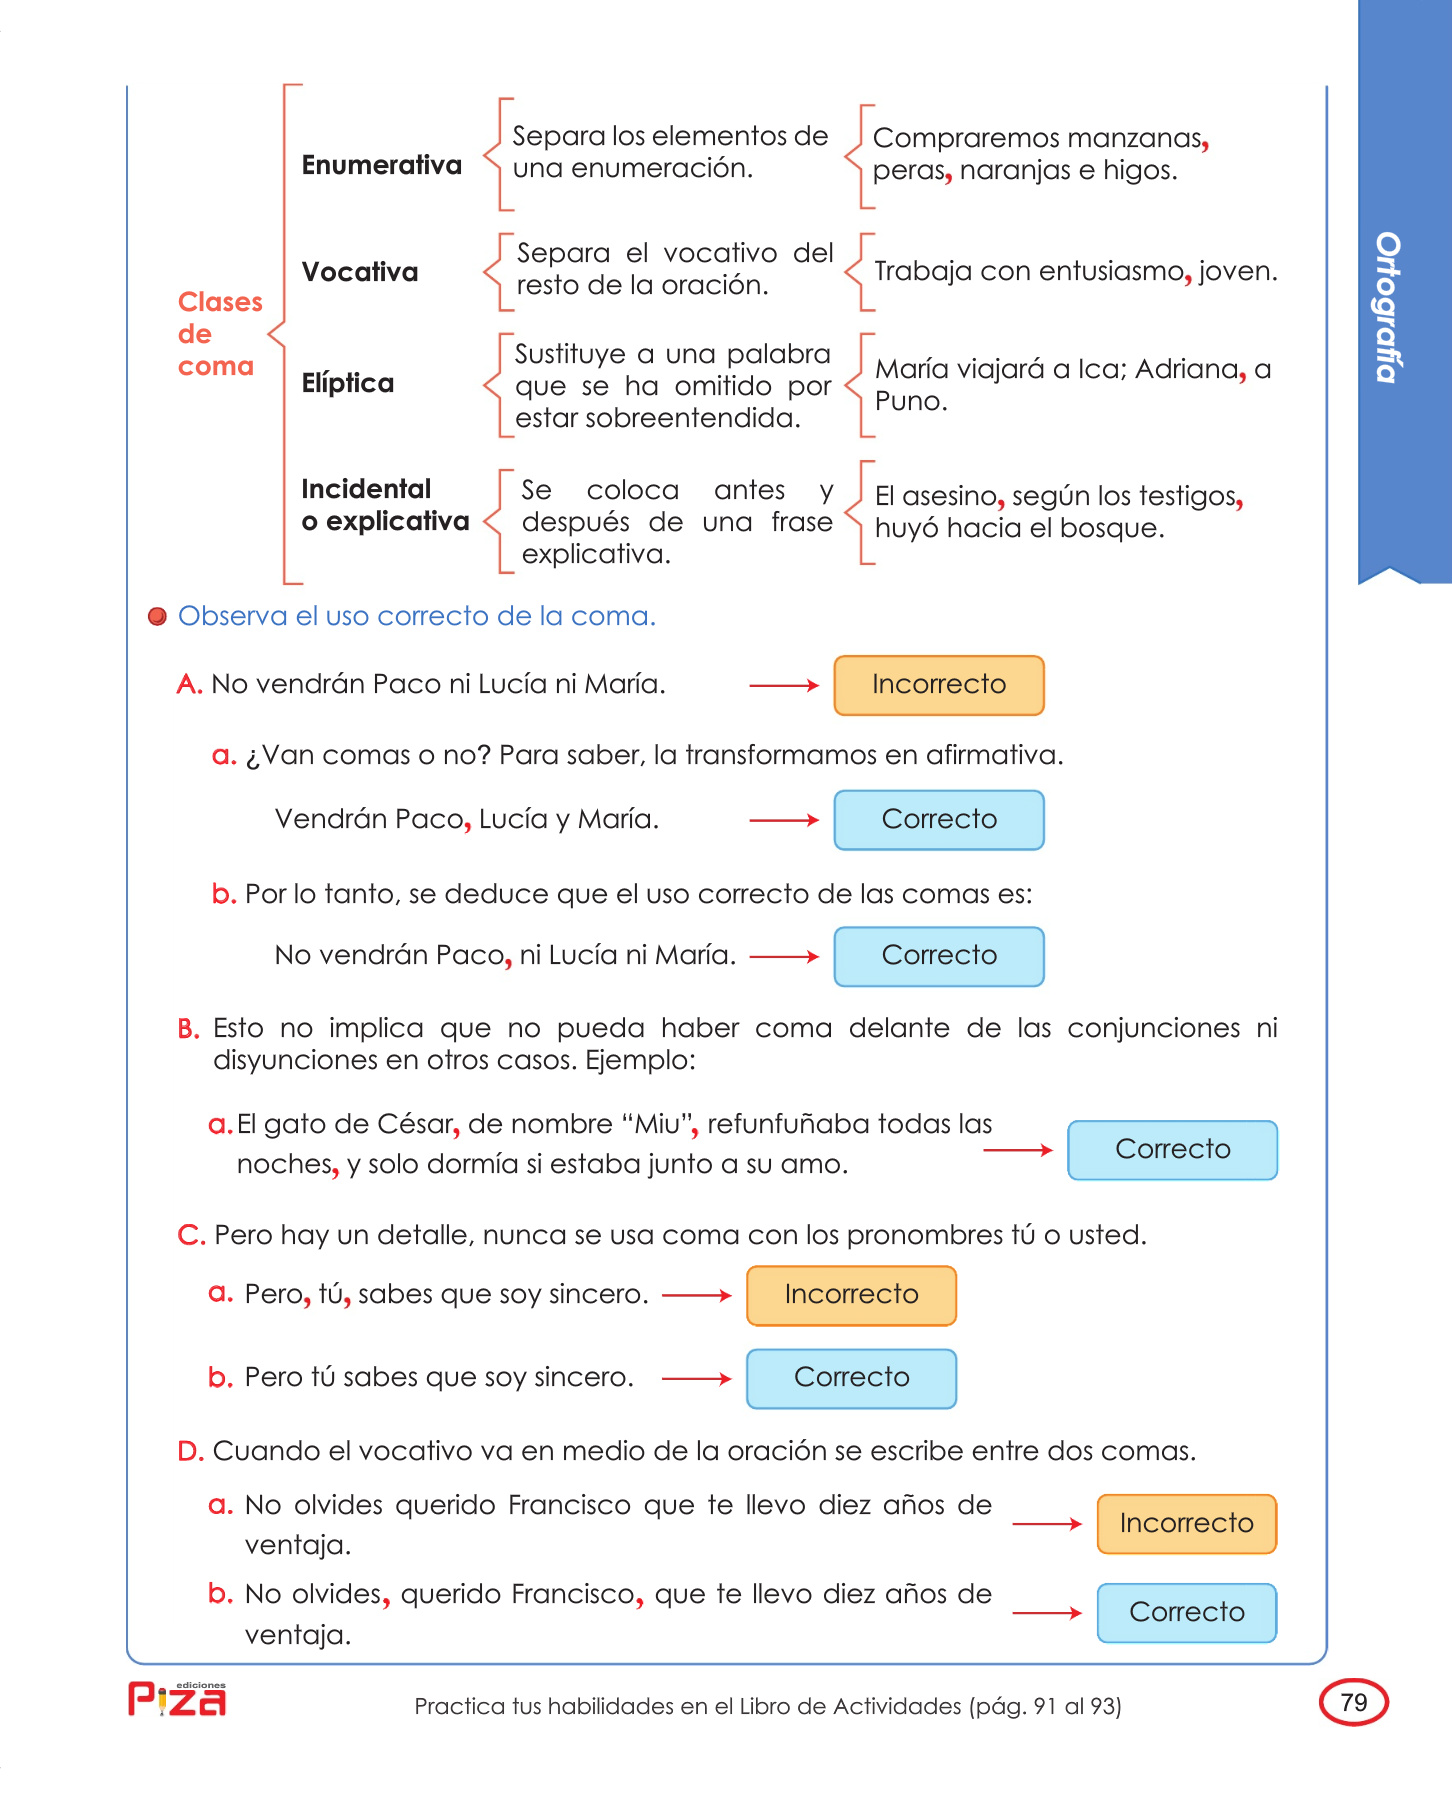 Ortografía
Clases
de
coma
Enumerativa
Separa los elementos de
una enumeración.
Compraremos manzanas,
peras, naranjas e higos.
Vocativa
Separa el vocativo del
resto de la oración.
Trabaja con entusiasmo, joven.
Elíptica
Sustituye a una palabra
que se ha omitido por
estar sobreentendida.
María viajará a Ica; Adriana, a
Puno.
Incidental
o explicativa
Se coloca antes y
después de una frase
explicativa.
El asesino, según los testigos,
huyó hacia el bosque.
Observa el uso correcto de la coma.
A. No vendrán Paco ni Lucía ni María. Incorrecto
a. ¿Van comas o no? Para saber, la transformamos en afirmativa.
Vendrán Paco, Lucía y María. Correcto
b. Por lo tanto, se deduce que el uso correcto de las comas es:
No vendrán Paco, ni Lucía ni María. Correcto
B. Esto no implica que no pueda haber coma delante de las conjunciones ni
disyunciones en otros casos. Ejemplo:
a. El gato de César, de nombre “Miu”, refunfuñaba todas las
noches, y solo dormía si estaba junto a su amo.
Correcto
C. Pero hay un detalle, nunca se usa coma con los pronombres tú o usted.
a. Pero, tú, sabes que soy sincero. Incorrecto
b. Pero tú sabes que soy sincero. Correcto
D. Cuando el vocativo va en medio de la oración se escribe entre dos comas.
a. No olvides querido Francisco que te llevo diez años de
ventaja.
Incorrecto
b. No olvides, querido Francisco, que te llevo diez años de
ventaja.
Correcto
ediciones
Piza
Practica tus habilidades en el Libro de Actividades (pág. 91 al 93)
79